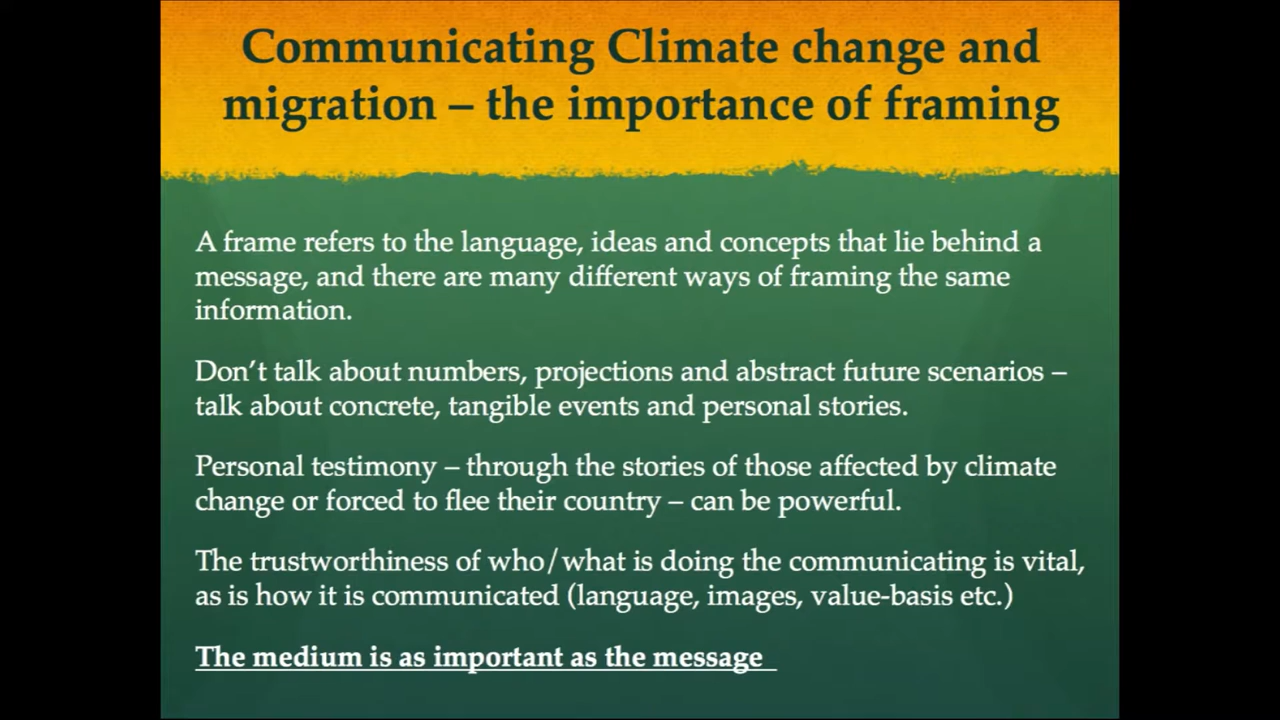 Communicating Climate change and
migration – the importance of framing
A frame refers to the language, ideas and concepts that lie behind a
message, and there are many different ways of framing the same
information.
Don’t talk about numbers, projections and abstract future scenarios –
talk about concrete, tangible events and personal stories.
Personal testimony – through the stories of those affected by climate
change or forced to flee their country – can be powerful.
The trustworthiness of who/what is doing the communicating is vital,
as is how it is communicated (language, images, value-basis etc.)
The medium is as important as the message